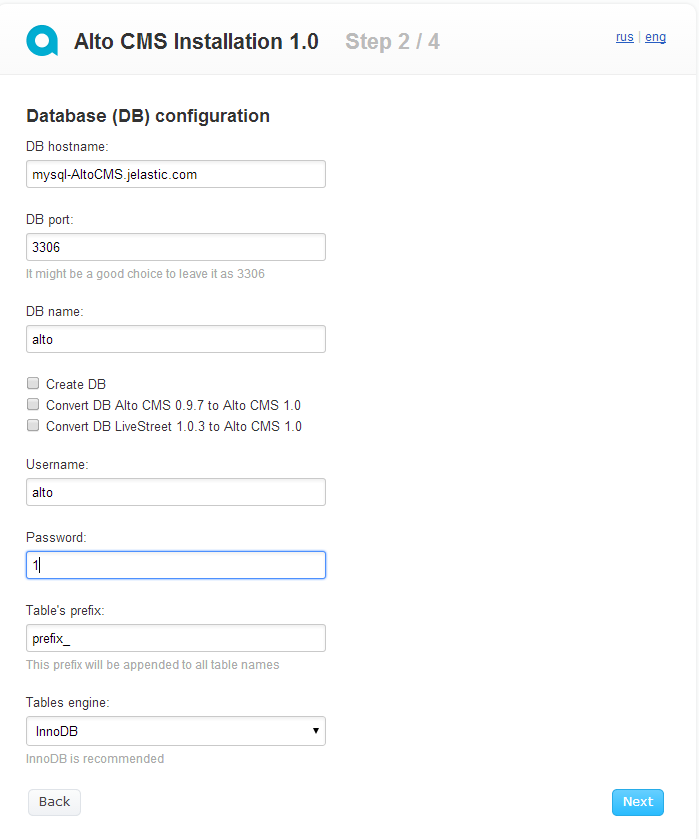 Alto CMS Installation 1.0 Step 2 / 4 rus | eng
Database (DB) configuration
DB hostname:
mysql-AltoCMS.jelastic.com
DB port:
3306
It might be a good choice to leave it as 3306
DB name:
alto
Create DB
Convert DB Alto CMS 0.9.7 to Alto CMS 1.0
Convert DB LiveStreet 1.0.3 to Alto CMS 1.0
Username:
alto
Password:
1
Table's prefix:
prefix_
This prefix will be appended to all table names
Tables engine:
InnoDB
InnoDB is recommended
Back Next